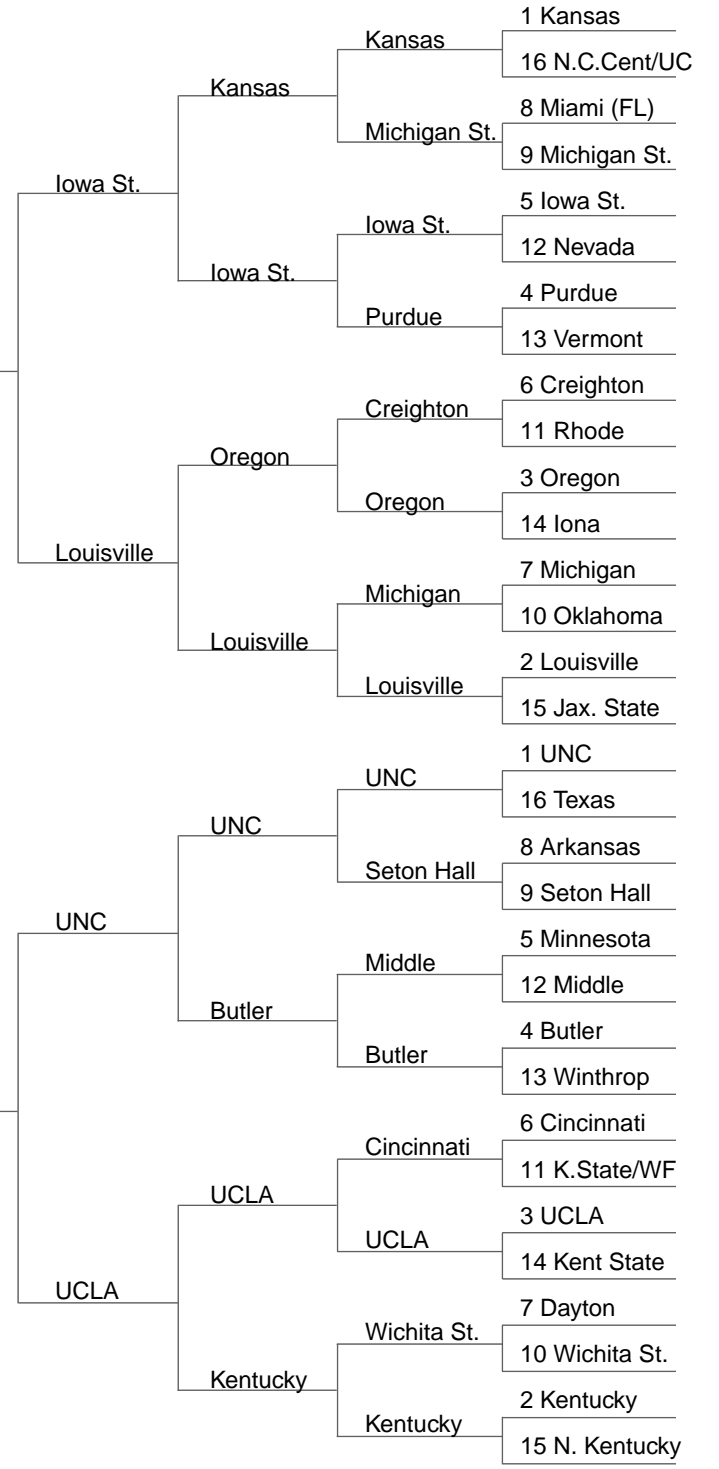 1 Kansas
Kansas
16 N.C.Cent/UC
Kansas
8 Miami (FL)
Michigan St.
9 Michigan St.
Iowa St.
5 Iowa St.
Iowa St.
12 Nevada
Iowa St.
4 Purdue
Purdue
13 Vermont
6 Creighton
Creighton
11 Rhode
Oregon
3 Oregon
Oregon
14 Iona
Louisville
7 Michigan
Michigan
10 Oklahoma
Louisville
2 Louisville
Louisville
15 Jax. State
1 UNC
UNC
16 Texas
UNC
8 Arkansas
Seton Hall
9 Seton Hall
UNC
5 Minnesota
Middle
12 Middle
Butler
4 Butler
Butler
13 Winthrop
6 Cincinnati
Cincinnati
11 K.State/WF
UCLA
3 UCLA
UCLA
14 Kent State
UCLA
7 Dayton
Wichita St.
10 Wichita St.
Kentucky
2 Kentucky
Kentucky
15 N. Kentucky